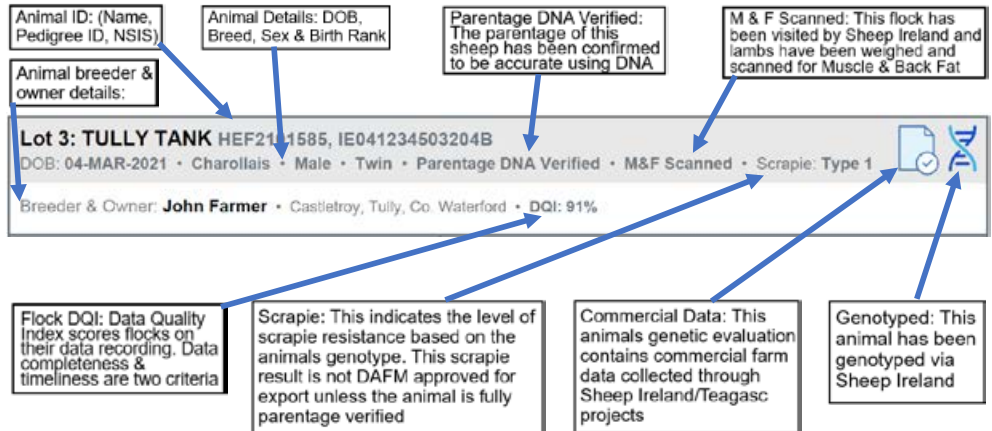 Animal ID: (Name,
Pedigree ID, NSIS)
Animal Details: DOB,
Breed, Sex & Birth Rank
Parentage DNA Verified:
The parentage of this
sheep has been confirmed
to be accurate using DNA
M & F Scanned: This flock has
been visited by Sheep Ireland and
lambs have been weighed and
scanned for Muscle & Back Fat
Animal breeder &
owner details:
Lot 3: TULLY TANK HEF2101585, IE041234503204B
DOB: 04-MAR-2021 • Charollais • Male • Twin • Parentage DNA Verified • M&F Scanned • Scrapie: Type 1
Breeder & Owner: John Farmer • Castletroy, Tully, Co. Waterford • DQI: 91%
Flock DQI: Data Quality
Index scores flocks on
their data recording. Data
completeness &
timeliness are two criteria
Scrapie: This indicates the level of
scrapie resistance based on the
animals genotype. This scrapie
result is not DAFM approved for
export unless the animal is fully
parentage verified
Commercial Data: This
animals genetic evaluation
contains commercial farm
data collected through
Sheep Ireland/Teagasc
projects
Genotyped: This
animal has been
genotyped via
Sheep Ireland